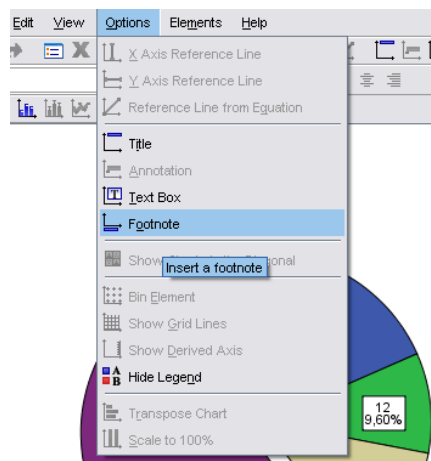 Edit View Options Elements Help
X Axis Reference Line
Y Axis Reference Line
Reference Line from Equation
Title
Annotation
Text Box
Footnote
Show
Insert a footnote
Bin Element
Show Grid Lines
Show Derived Axis
Hide Legend
Transpose Chart
Scale to 100%
12
9,60%